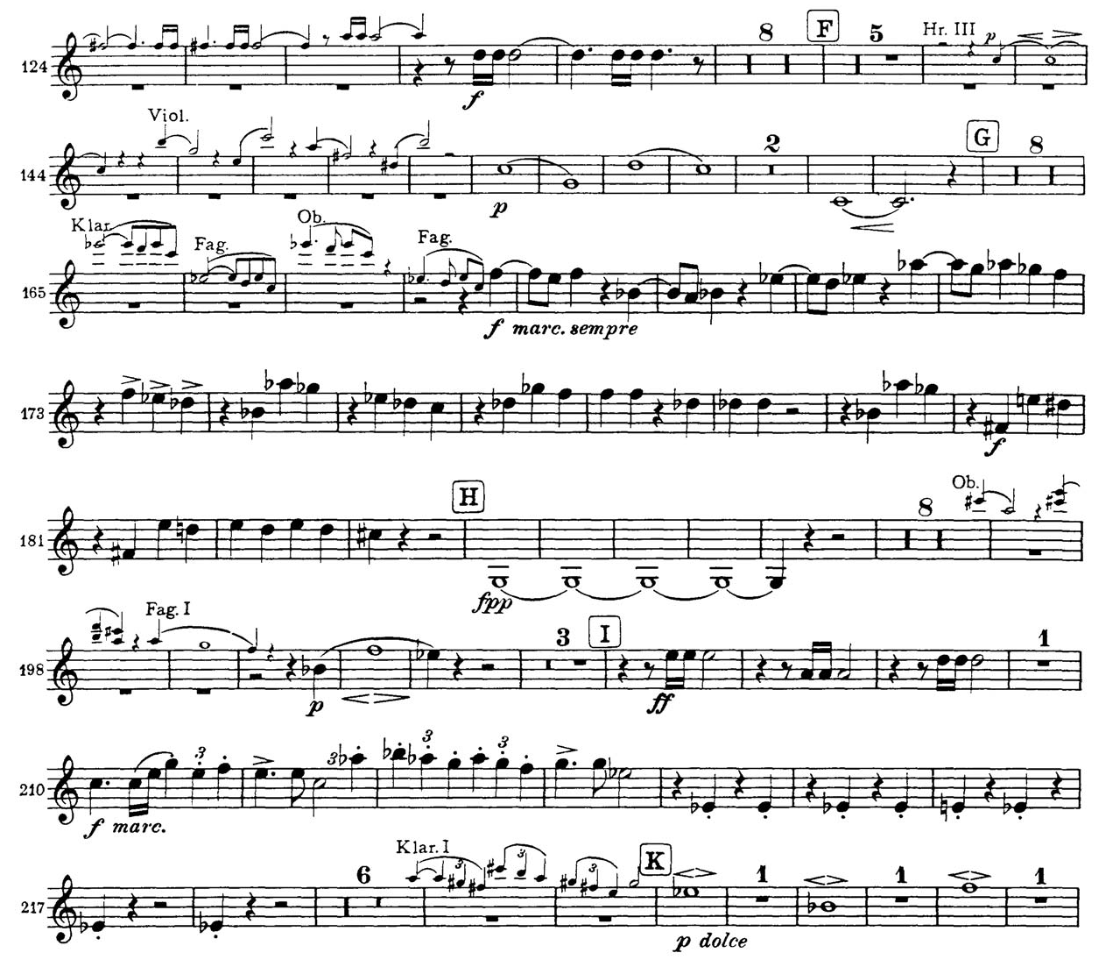 8 F 5 Hr. III p
124 f
Viol. G
144 p 2 8
Klar. Fag. Ob. Fag.
165 f marc. sempre
173 f
H Ob.
181 fpp 8
Fag. I
198 p 3 I ff 1
3 3 3 3
210 f marc.
Klar. I 3 3 3 K
217 6 1 1 1
p dolce